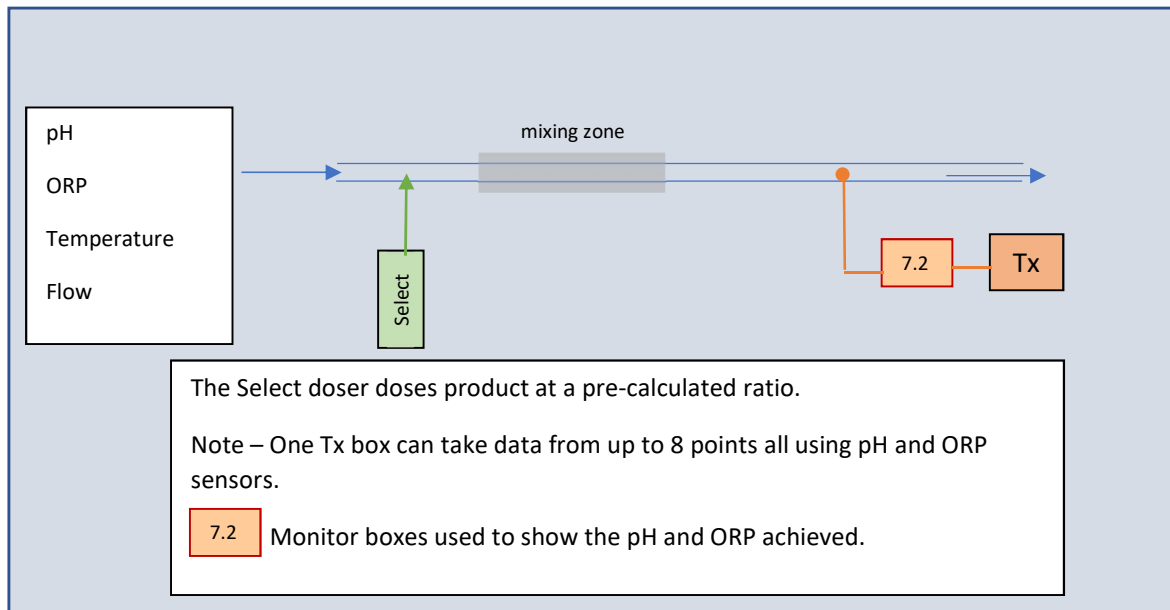 pH
mixing zone
ORP
Temperature
Flow
7.2
Tx
Select
The Select doser doses product at a pre-calculated ratio.
Note – One Tx box can take data from up to 8 points all using pH and ORP
sensors.
7.2 Monitor boxes used to show the pH and ORP achieved.